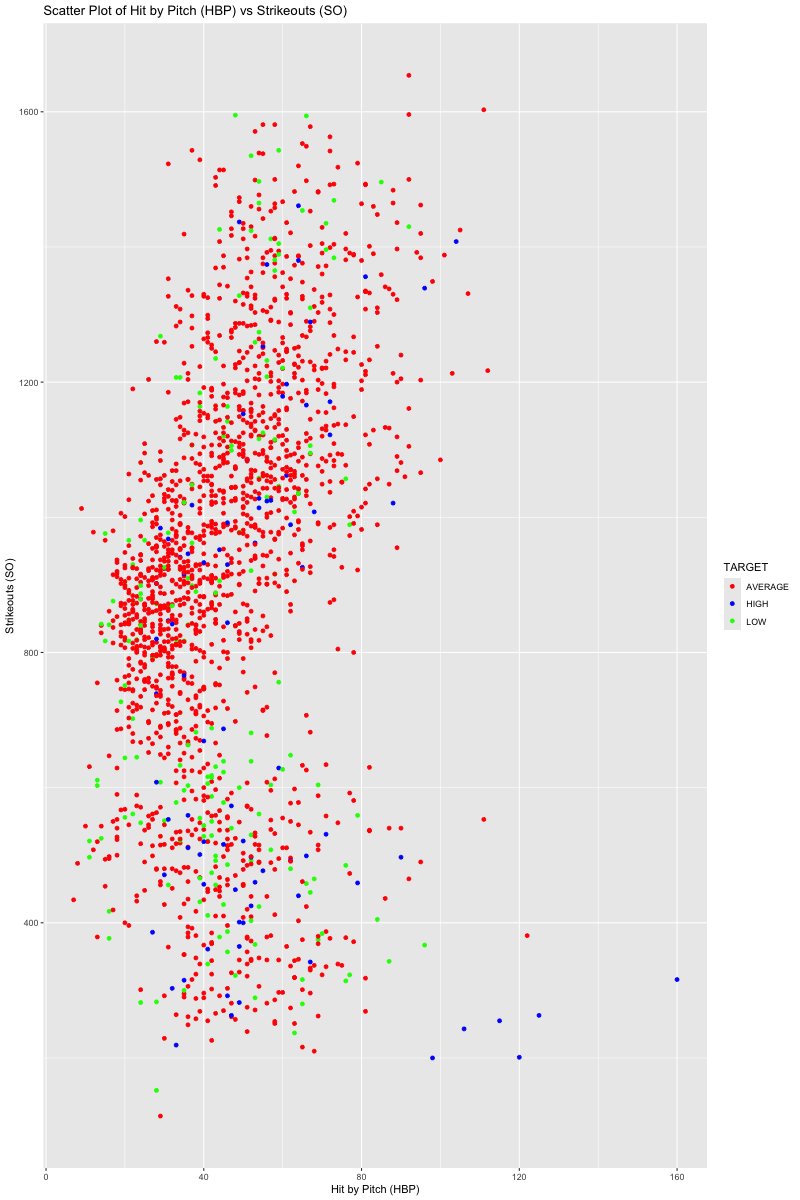 Scatter Plot of Hit by Pitch (HBP) vs Strikeouts (SO)
1600
1200
800
400
Strikeouts (SO)
0
40
80
120
160
Hit by Pitch (HBP)
TARGET
AVERAGE
HIGH
LOW